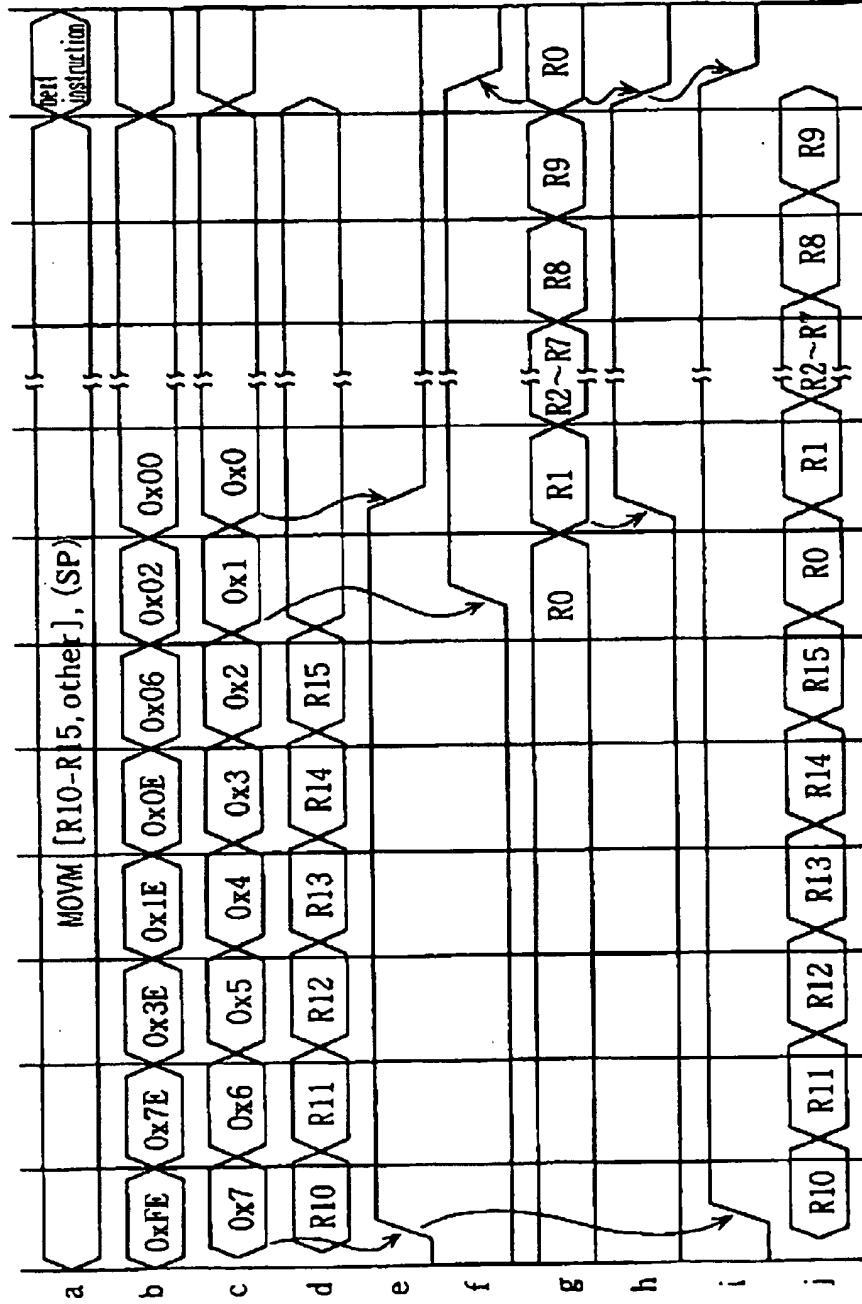 a MOVM [R10-R15, other], (SP) next instruction
b 0xFE 0x7E 0x3E 0x1E 0x0E 0x06 0x02 0x00
c 0x7 0x6 0x5 0x4 0x3 0x2 0x1 0x0
d R10 R11 R12 R13 R14 R15
e
f
g R0 R1 R2~R7 R8 R9 R0
h
i
j R10 R11 R12 R13 R14 R15 R0 R1 R2~R7 R8 R9